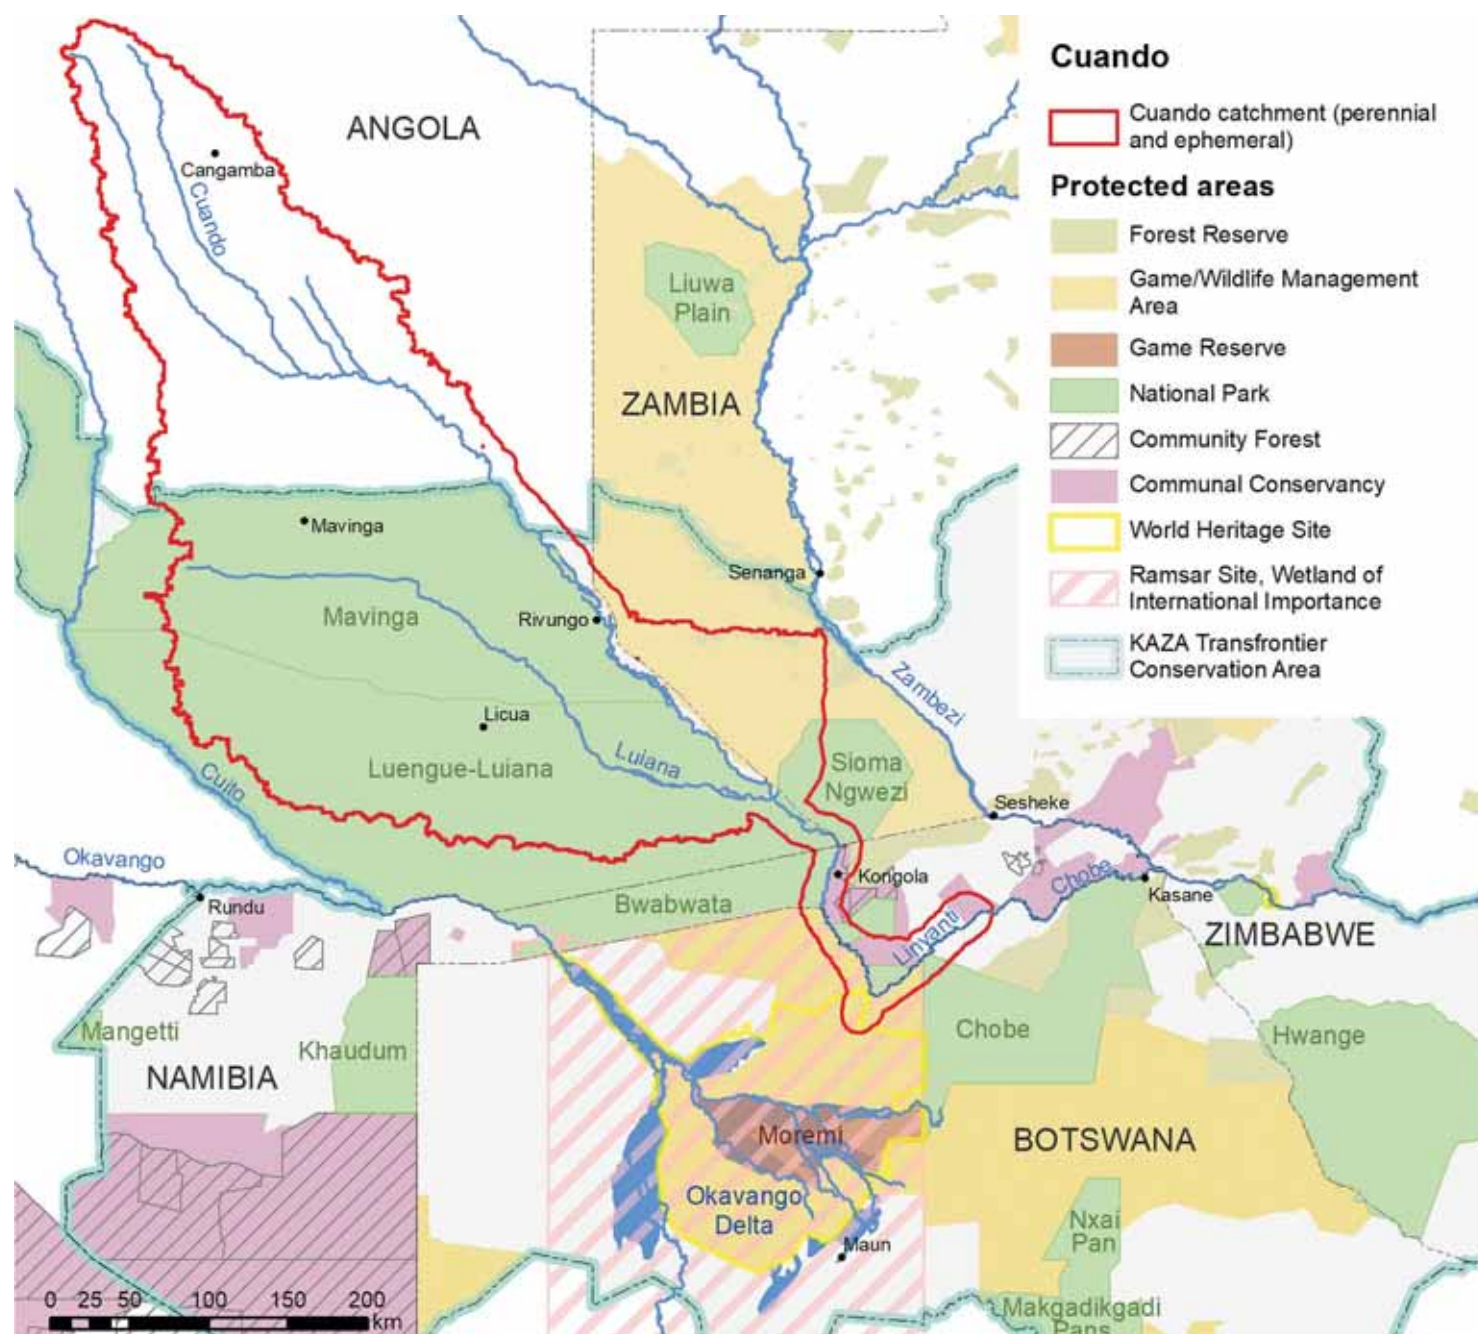 Cuando
Cuando catchment (perennial
and ephemeral)
Protected areas
Forest Reserve
Game/Wildlife Management
Area
Game Reserve
National Park
Community Forest
Communal Conservancy
World Heritage Site
Ramsar Site, Wetland of
International Importance
KAZA Transfrontier
Conservation Area
ANGOLA
Cangamba
Cuando
Liuwa
Plain
ZAMBIA
Mavinga
Senanga
Mavinga
Rivungo
Zambezi
Licua
Luiana
Luengue-Luiana
Sioma
Ngwezi
Cuito
Sesheke
Okavango
Kongola
Chobe
Kasane
Rundu
Bwabwata
Linyanti
ZIMBABWE
Mangetti
Khaudum
Chobe
Hwange
NAMIBIA
Moremi
BOTSWANA
Okavango
Delta
Nxai
Pan
Maun
Makgadikgadi
Pans
0 25 50 100 150 200
km